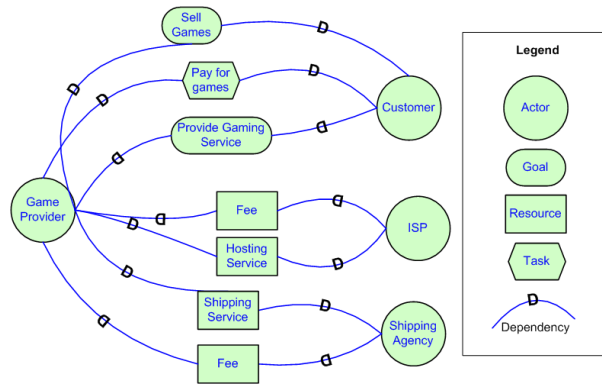 Sell
Games
D
Pay for
games
D
D
D
Provide Gaming
Service
D
D
Customer
Game
Provider
Fee
D
D
D
Hosting
Service
D
ISP
D
Shipping
Service
D
Shipping
Agency
D
Fee
D
Legend
Actor
Goal
Resource
Task
D
Dependency